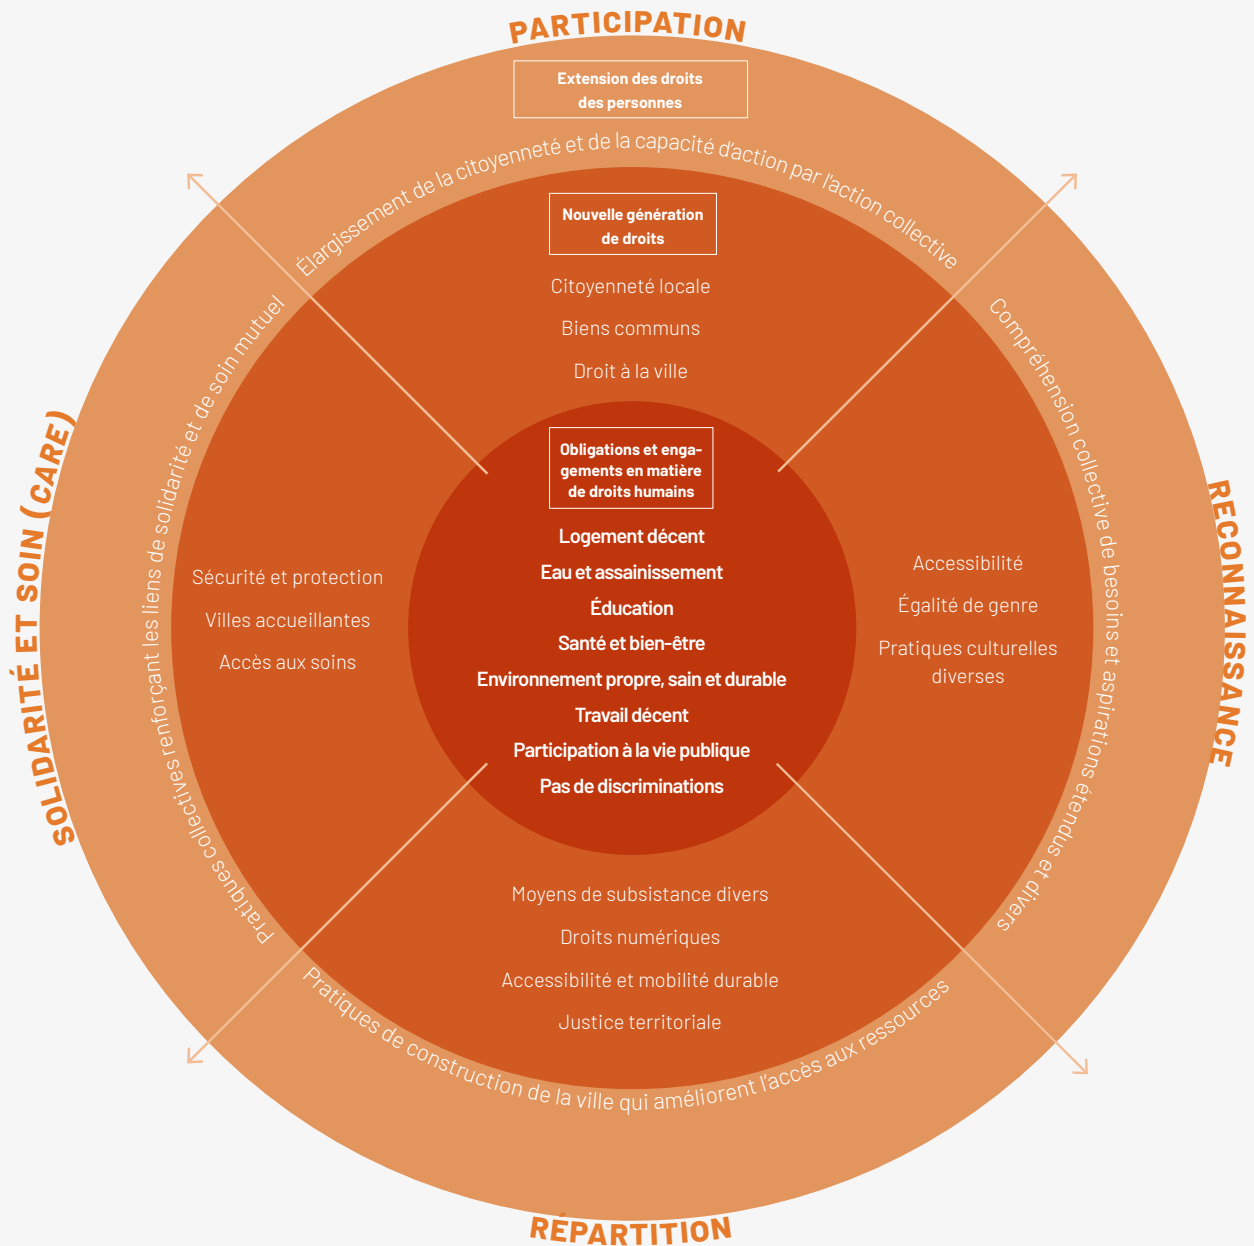 PARTICIPATION
Extension des droits
des personnes
Élargissement de la citoyenneté et de la capacité d'action par l'action collective
Nouvelle génération
de droits
Citoyenneté locale
Biens communs
Droit à la ville
Obligations et enga-
gements en matière
de droits humains
Logement décent
Eau et assainissement
Éducation
Santé et bien-être
Environnement propre, sain et durable
Travail décent
Participation à la vie publique
Pas de discriminations
SOLIDARITÉ ET SOIN (CARE)
Pratiques collectives renforçant les liens de solidarité et de soin mutuel
Sécurité et protection
Villes accueillantes
Accès aux soins
RECONNAISSANCE
Compréhension collective de besoins et aspirations étendus et divers
Accessibilité
Égalité de genre
Pratiques culturelles
diverses
Moyens de subsistance divers
Droits numériques
Accessibilité et mobilité durable
Justice territoriale
Pratiques de construction de la ville qui améliorent l'accès aux ressources
RÉPARTITION